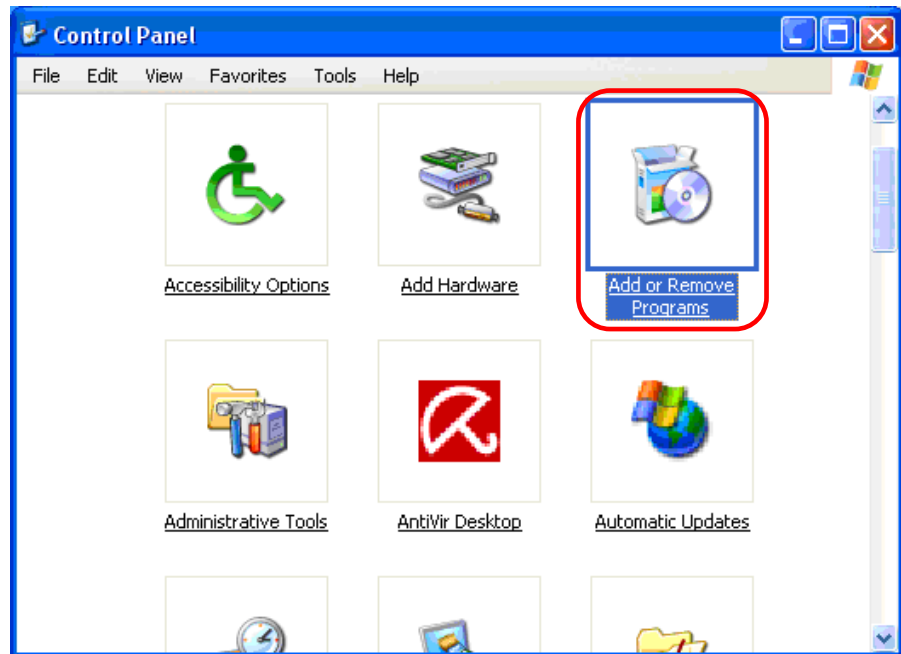 Control Panel
File Edit View Favorites Tools Help
Accessibility Options
Add Hardware
Add or Remove
Programs
Administrative Tools
AntiVir Desktop
Automatic Updates